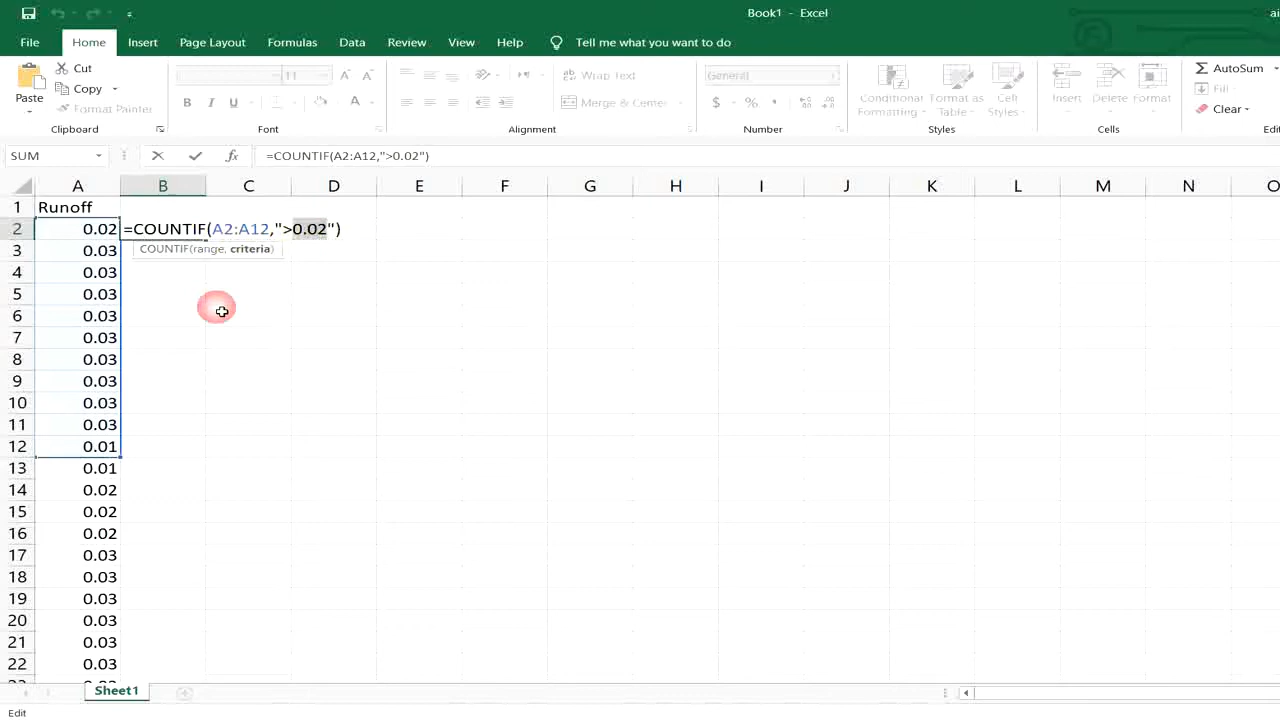 Book1 - Excel
ai
File Home Insert Page Layout Formulas Data Review View Help Tell me what you want to do
Paste
Cut
Copy
Format Painter
Clipboard
11
A A
B I U
A
Font
Wrap Text
Merge & Center
Alignment
General
$ % ,
Number
Conditional Formatting
Format as Table
Cell Styles
Styles
Insert Delete Format
Cells
AutoSum
Fill
Clear
Edi
SUM
fx
=COUNTIF(A2:A12,">0.02")
A B C D E F G H I J K L M N O
1 Runoff
2 0.02 =COUNTIF(A2:A12,">0.02")
COUNTIF(range, criteria)
3 0.03
4 0.03
5 0.03
6 0.03
7 0.03
8 0.03
9 0.03
10 0.03
11 0.03
12 0.01
13 0.01
14 0.02
15 0.02
16 0.02
17 0.03
18 0.03
19 0.03
20 0.03
21 0.03
22 0.03
Sheet1
Edit